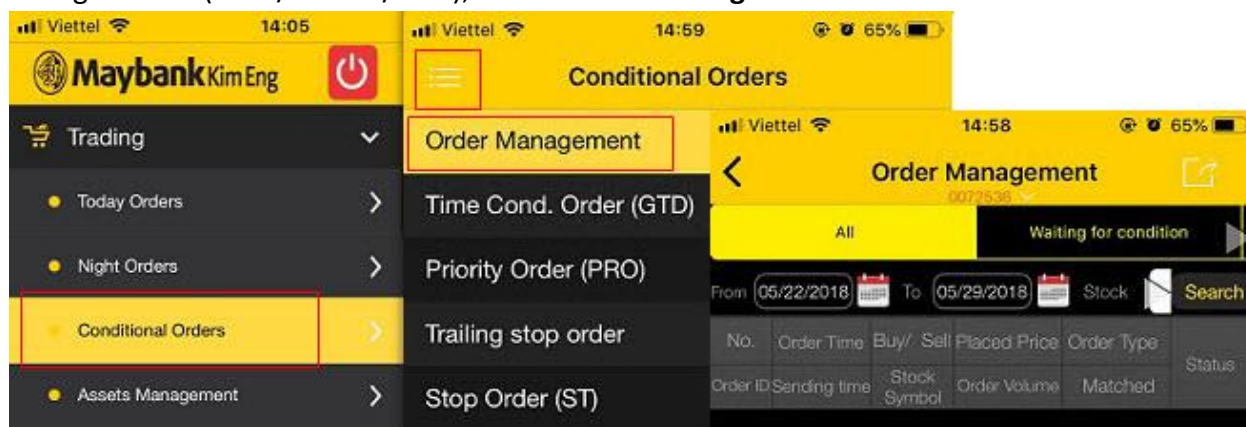 Viettel 14:05
Maybank Kim Eng
Trading
Today Orders
Night Orders
Conditional Orders
Assets Management
Viettel 14:59 65%
Conditional Orders
Order Management
Time Cond. Order (GTD)
Priority Order (PRO)
Trailing stop order
Stop Order (ST)
Viettel 14:58 65%
Order Management
0072536
All Waiting for condition
From 05/22/2018 To 05/29/2018 Stock Search
No. Order Time Buy/ Sell Placed Price Order Type Status
Order ID Sending time Stock Symbol Order Volume Matched